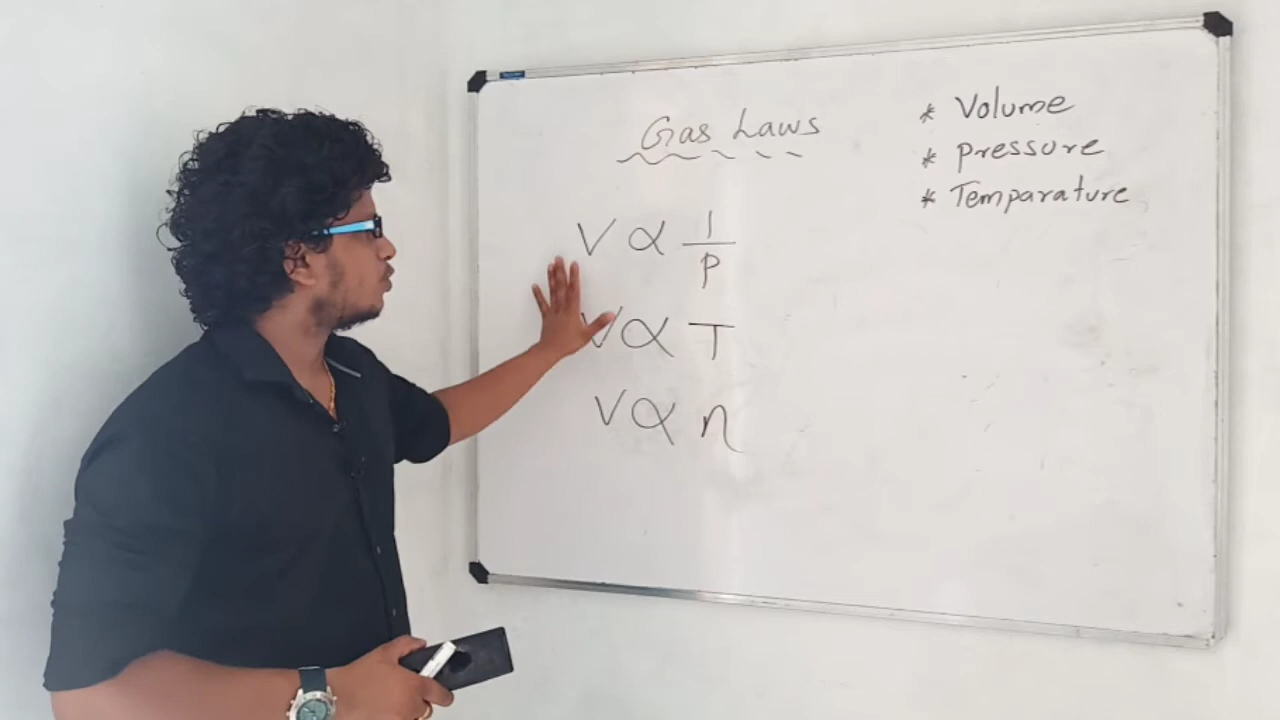 Gas Laws
* Volume
* Pressure
* Temparature
V ∝ 1/P
V ∝ T
V ∝ n